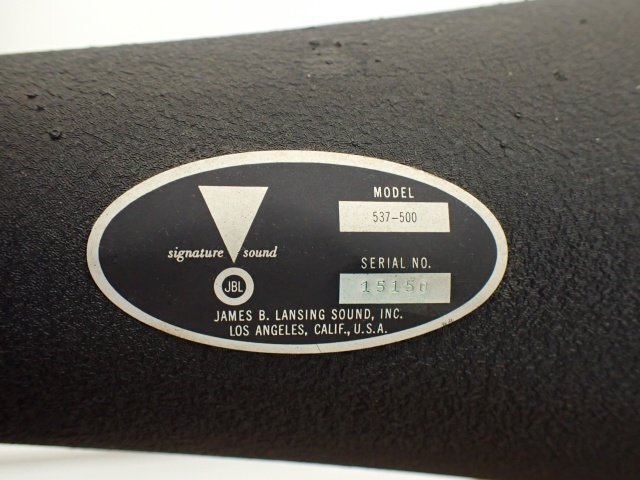 MODEL
537-500
signature sound
SERIAL NO.
JBL
JAMES B. LANSING SOUND, INC.
LOS ANGELES, CALIF., U.S.A.